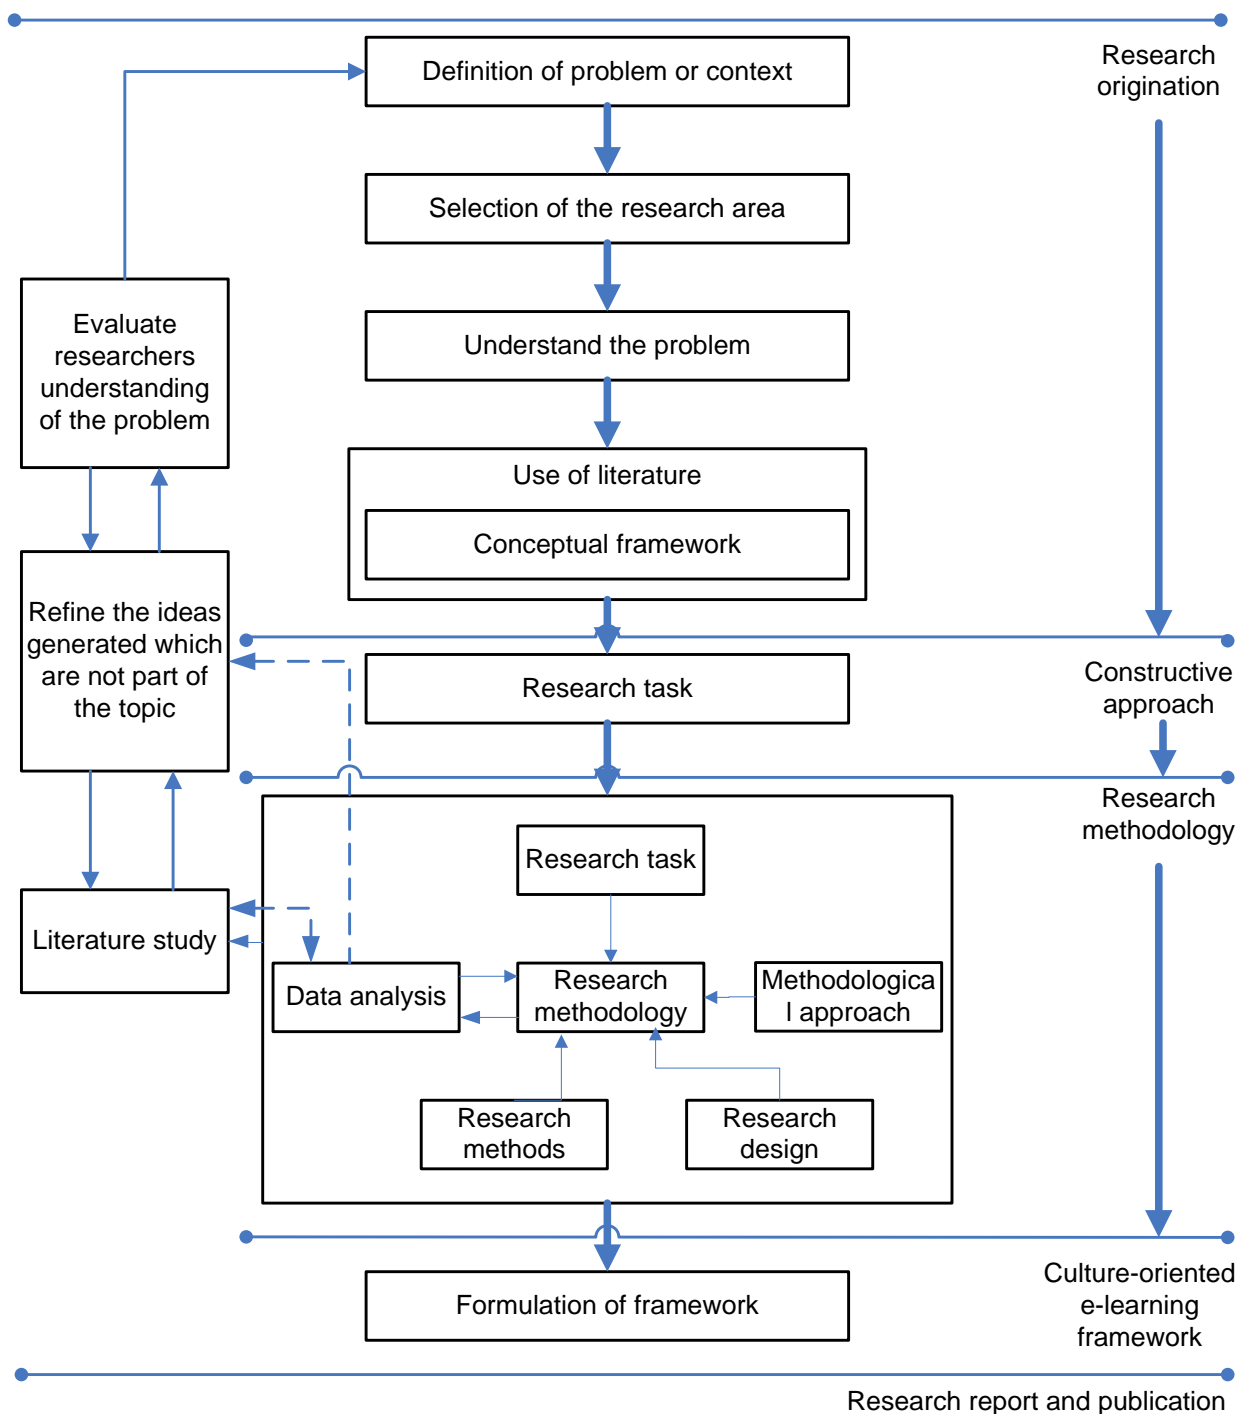 Definition of problem or context
Research
origination
Selection of the research area
Evaluate
researchers
understanding
of the problem
Understand the problem
Use of literature
Conceptual framework
Refine the ideas
generated which
are not part of
the topic
Research task
Constructive
approach
Research
methodology
Research task
Literature study
Data analysis
Research
methodology
Methodologica
l approach
Research
methods
Research
design
Formulation of framework
Culture-oriented
e-learning
framework
Research report and publication